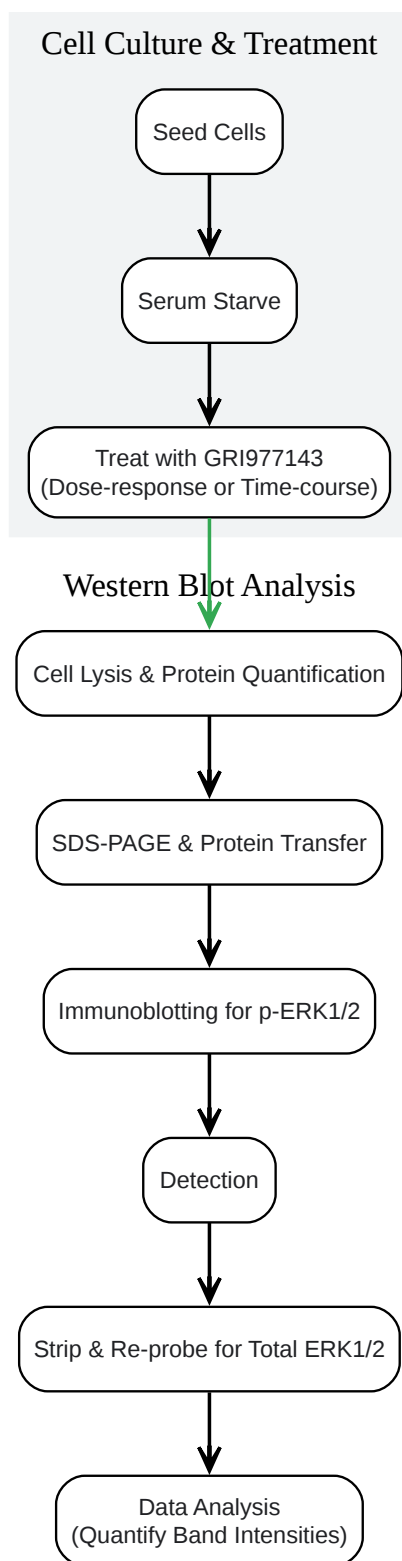 Cell Culture & Treatment
Seed Cells
Serum Starve
Treat with GRI977143
(Dose-response or Time-course)
Western Blot Analysis
Cell Lysis & Protein Quantification
SDS-PAGE & Protein Transfer
Immunoblotting for p-ERK1/2
Detection
Strip & Re-probe for Total ERK1/2
Data Analysis
(Quantify Band Intensities)